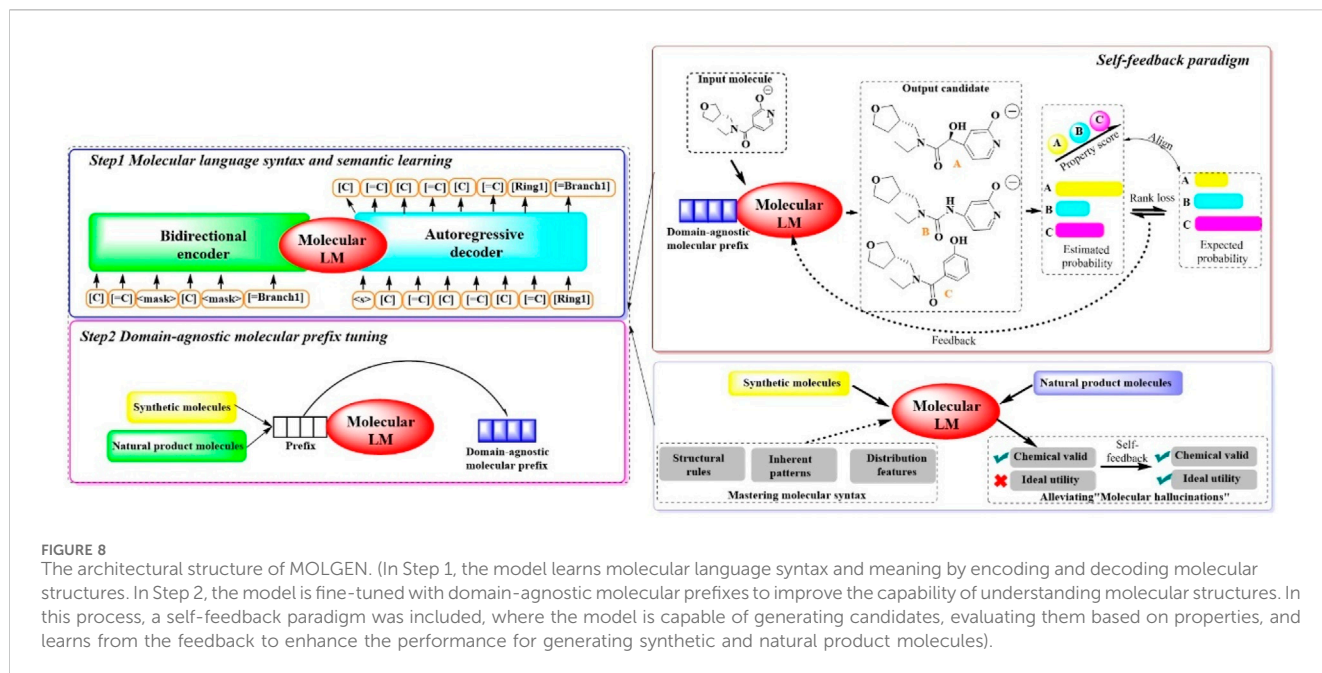 Step1 Molecular language syntax and semantic learning
[C] [=C] [C] [=C] [C] [=C] [Ring1] [=Branch1]
Bidirectional
encoder
Molecular
LM
Autoregressive
decoder
[C] [=C] <mask> [C] <mask> [=Branch1]
<s> [C] [=C] [C] [=C] [C] [=C] [Ring1]
Step2 Domain-agnostic molecular prefix tuning
Synthetic molecules
Natural product molecules
Prefix
Molecular
LM
Domain-agnostic
molecular prefix
Self-feedback paradigm
Input molecule
O
N
O
O
N
Domain-agnostic
molecular prefix
Molecular
LM
Output candidate
O
OH
O
N
N
O
A
O
H
N
N
O
O
N
B
O
OH
N
O
C
A B C
Property score
Align
A
B
C
Estimated
probability
Rank loss
A
B
C
Expected
probability
Feedback
Synthetic molecules
Natural product molecules
Molecular
LM
Structural
rules
Inherent
patterns
Distribution
features
Mastering molecular syntax
Chemical valid
Ideal utility
Self-
feedback
Chemical valid
Ideal utility
Alleviating"Molecular hallucinations"
FIGURE 8
The architectural structure of MOLGEN. (In Step 1, the model learns molecular language syntax and meaning by encoding and decoding molecular
structures. In Step 2, the model is fine-tuned with domain-agnostic molecular prefixes to improve the capability of understanding molecular structures. In
this process, a self-feedback paradigm was included, where the model is capable of generating candidates, evaluating them based on properties, and
learns from the feedback to enhance the performance for generating synthetic and natural product molecules).